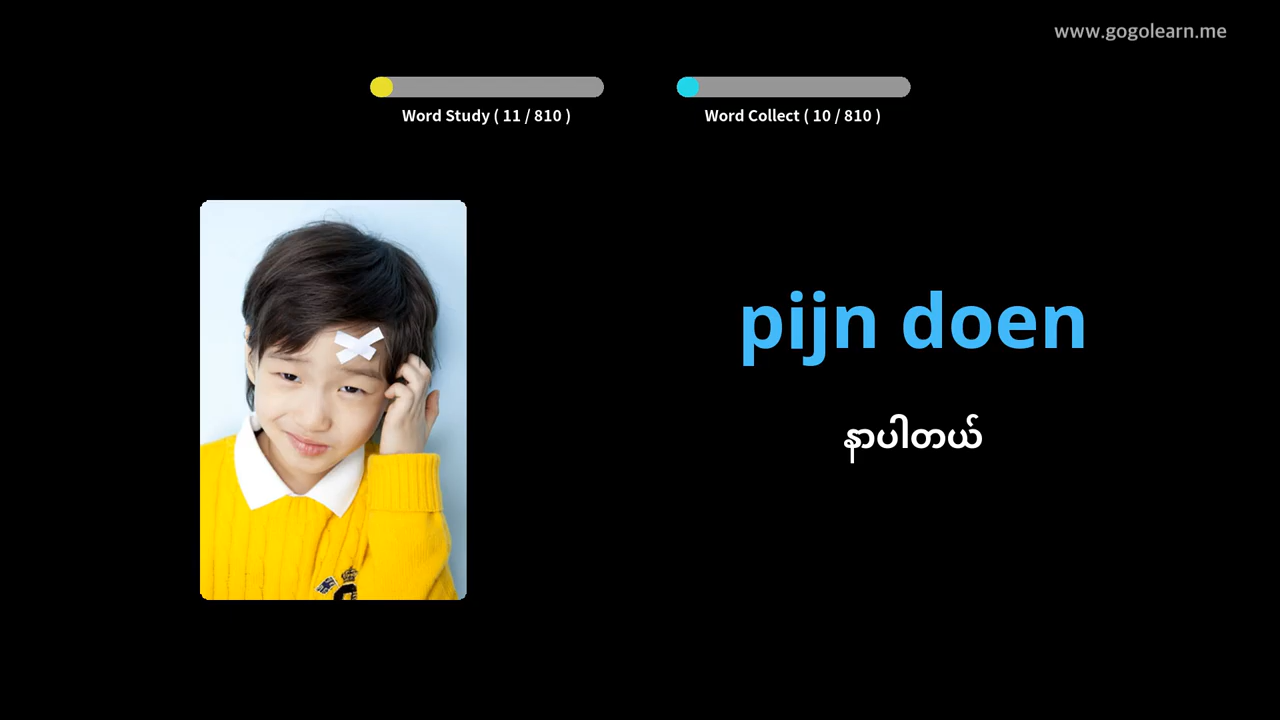 www.gogolearn.me
Word Study ( 11 / 810 )
Word Collect ( 10 / 810 )
pijn doen
နာပါတယ်